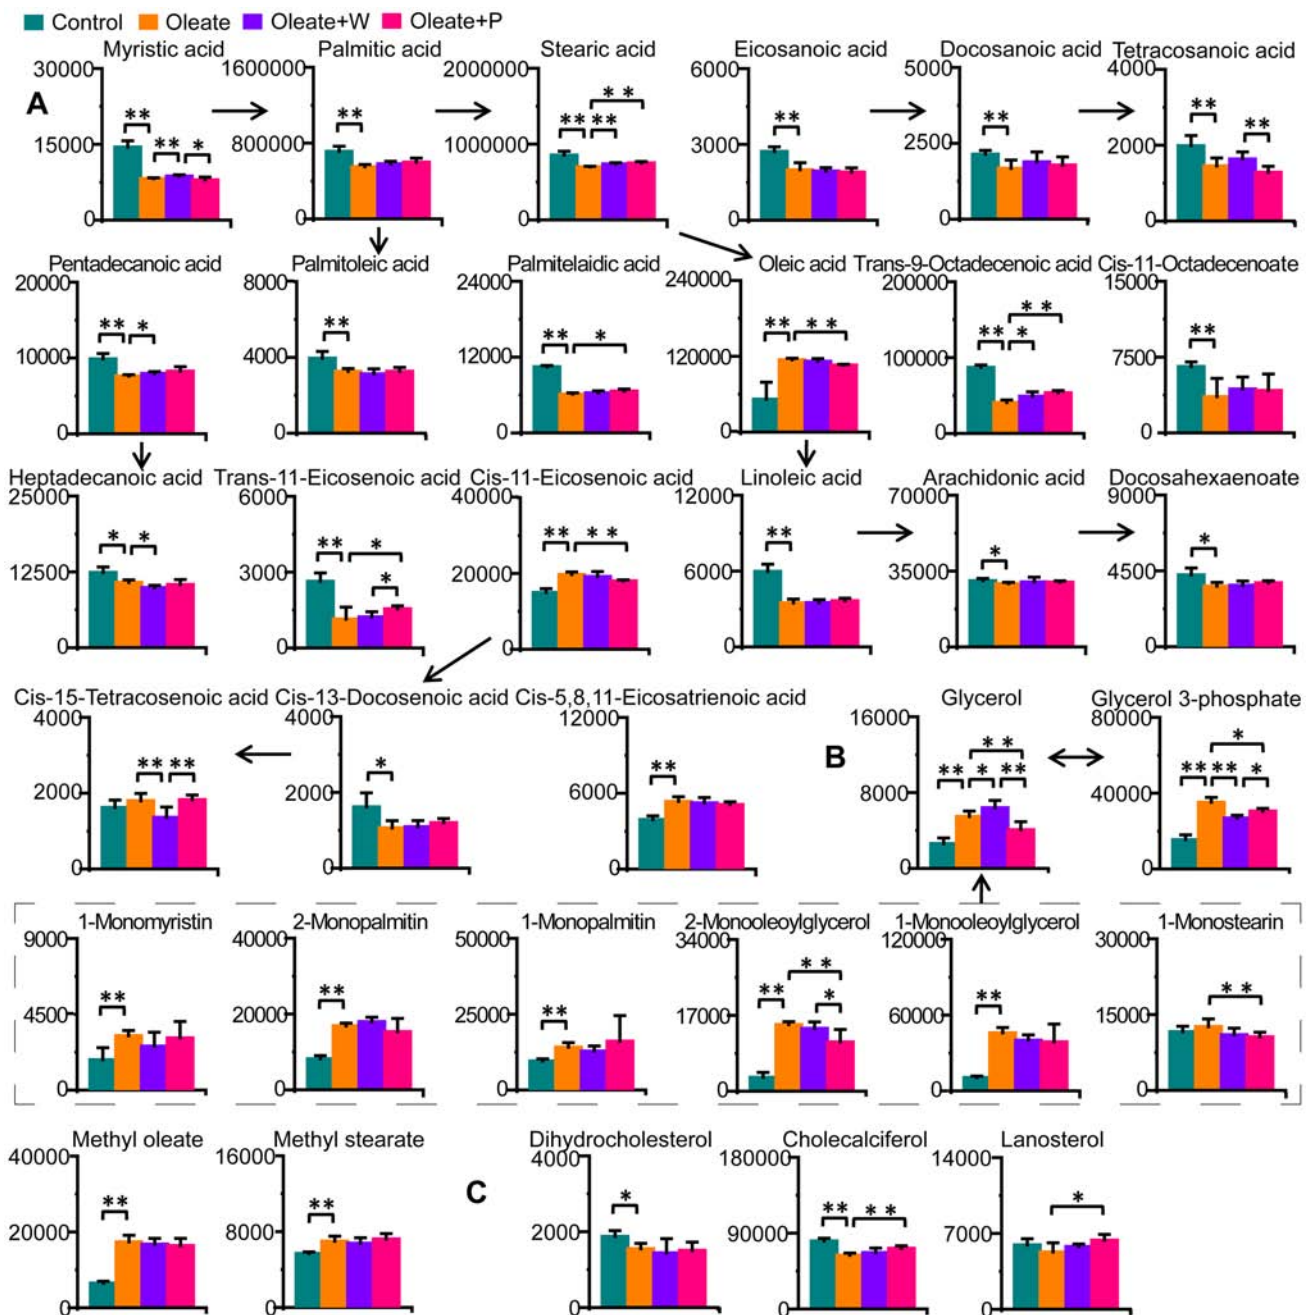 Control Oleate Oleate+W Oleate+P
Myristic acid Palmitic acid Stearic acid Eicosanoic acid Docosanoic acid Tetracosanoic acid
A
30000 1600000 2000000 6000 5000 4000
** ** ** ** ** * * ** ** ** **
** *
15000 800000 1000000 3000 2500 2000
0 0 0 0 0 0
Pentadecanoic acid Palmitoleic acid Palmitelaidic acid Oleic acid Trans-9-Octadecenoic acid Cis-11-Octadecenoate
20000 8000 24000 24000 200000 15000
** * ** ** * ** * * ** * * * **
10000 4000 12000 120000 100000 7500
0 0 0 0 0 0
Heptadecanoic acid Trans-11-Eicosenoic acid Cis-11-Eicosenoic acid Linoleic acid Arachidonic acid Docosahexaenoate
25000 6000 40000 12000 70000 9000
* * ** * * ** * * ** * *
12500 3000 20000 6000 35000 4500
0 0 0 0 0 0
Cis-15-Tetracosenoic acid Cis-13-Docosenoic acid Cis-5,8,11-Eicosatrienoic acid Glycerol Glycerol 3-phosphate
4000 4000 12000 16000 80000
B
** ** * ** ** * ** * * ** ** * *
2000 2000 6000 8000 40000
0 0 0 0 0
1-Monomyristin 2-Monopalmitin 1-Monopalmitin 2-Monooleoylglycerol 1-Monooleoylglycerol 1-Monostearin
9000 40000 50000 34000 120000 30000
** ** ** ** * * * ** * *
4500 20000 25000 17000 60000 15000
0 0 0 0 0 0
Methyl oleate Methyl stearate Dihydrocholesterol Cholecalciferol Lanosterol
40000 16000 4000 180000 14000
C
** ** * ** * * *
20000 8000 2000 90000 7000
0 0 0 0 0